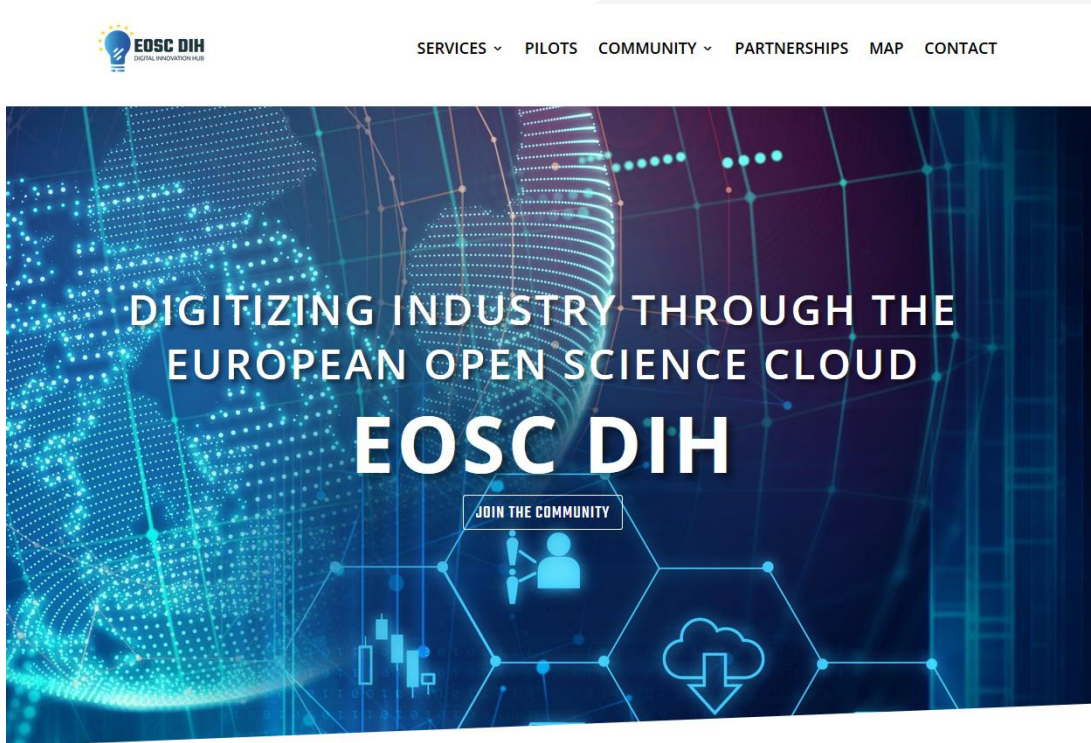 EOSC DIH
DIGITAL INNOVATION HUB
SERVICES PILOTS COMMUNITY PARTNERSHIPS MAP CONTACT
DIGITIZING INDUSTRY THROUGH THE
EUROPEAN OPEN SCIENCE CLOUD
EOSC DIH
JOIN THE COMMUNITY